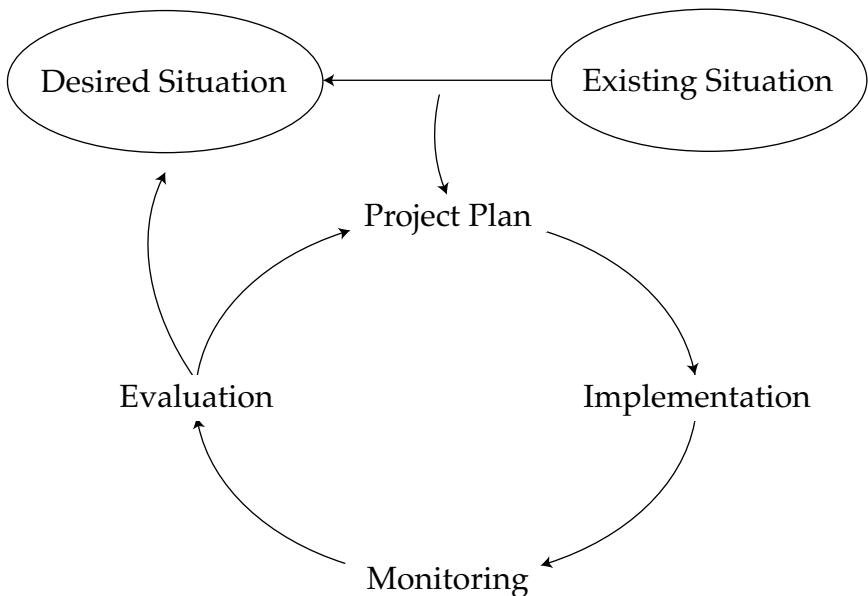 Desired Situation
Existing Situation
Project Plan
Evaluation
Implementation
Monitoring